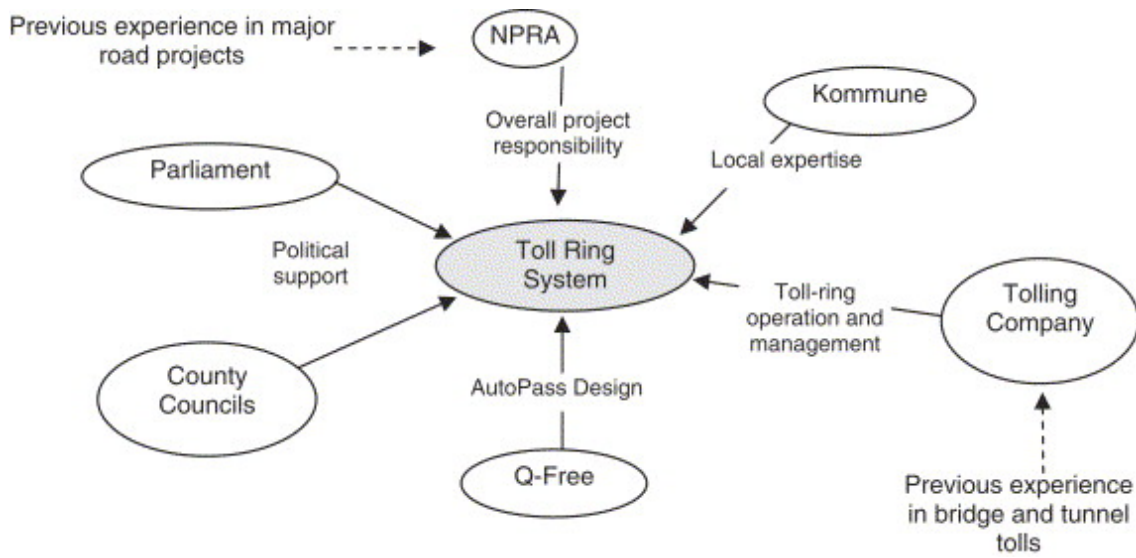 Previous experience in major
road projects
NPRA
Kommune
Overall project
responsibility
Local expertise
Parliament
Political
support
Toll Ring
System
Toll-ring
operation and
management
Tolling
Company
County
Councils
AutoPass Design
Q-Free
Previous experience
in bridge and tunnel
tolls